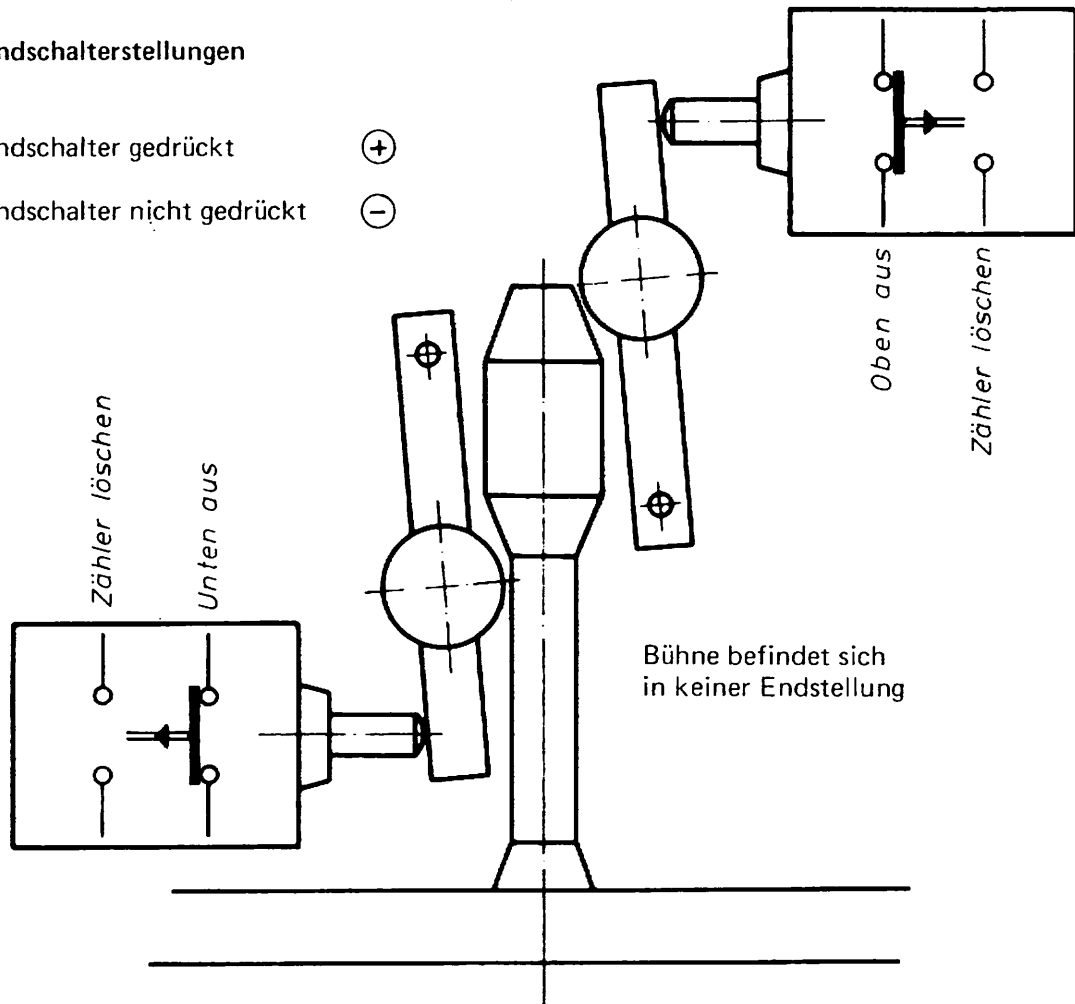 ndschalterstellungen
ndschalter gedrückt +
ndschalter nicht gedrückt −
Oben aus
Zähler löschen
Zähler löschen
Unten aus
Bühne befindet sich
in keiner Endstellung